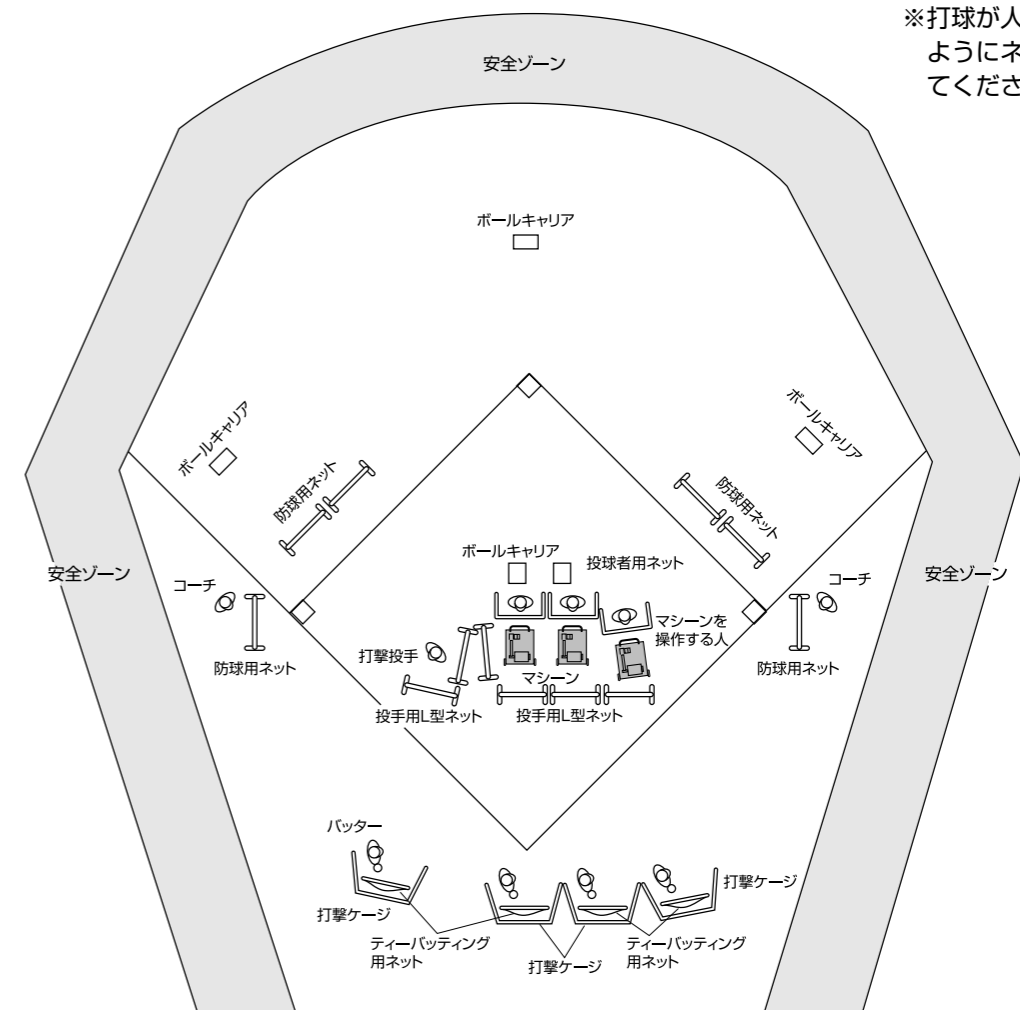 ※打球が人
ようにネ
てくださ
安全ゾーン
ボールキャリア
ボールキャリア
ボールキャリア
防球用ネット
防球用ネット
ボールキャリア
投球者用ネット
安全ゾーン
安全ゾーン
コーチ
コーチ
マシーンを
操作する人
打撃投手
防球用ネット
防球用ネット
マシーン
投手用L型ネット
投手用L型ネット
バッター
打撃ケージ
打撃ケージ
ティーバッティング
用ネット
ティーバッティング
用ネット
打撃ケージ